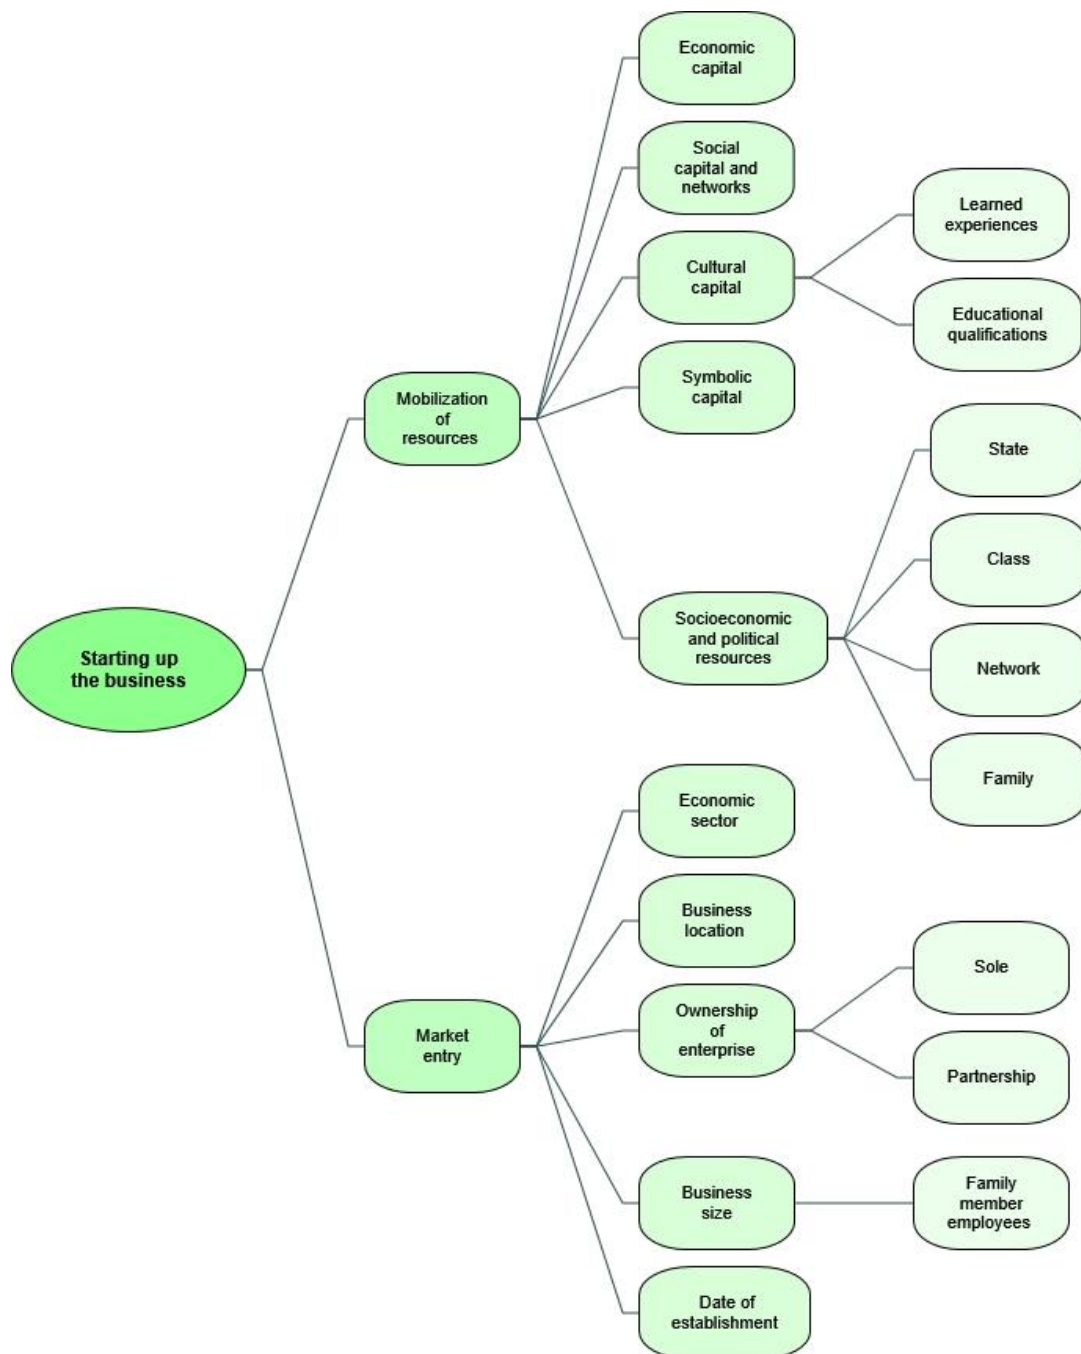 Starting up
the business
Mobilization
of
resources
Economic
capital
Social
capital and
networks
Cultural
capital
Learned
experiences
Educational
qualifications
Symbolic
capital
Socioeconomic
and political
resources
State
Class
Network
Family
Market
entry
Economic
sector
Business
location
Ownership
of
enterprise
Sole
Partnership
Business
size
Family
member
employees
Date of
establishment